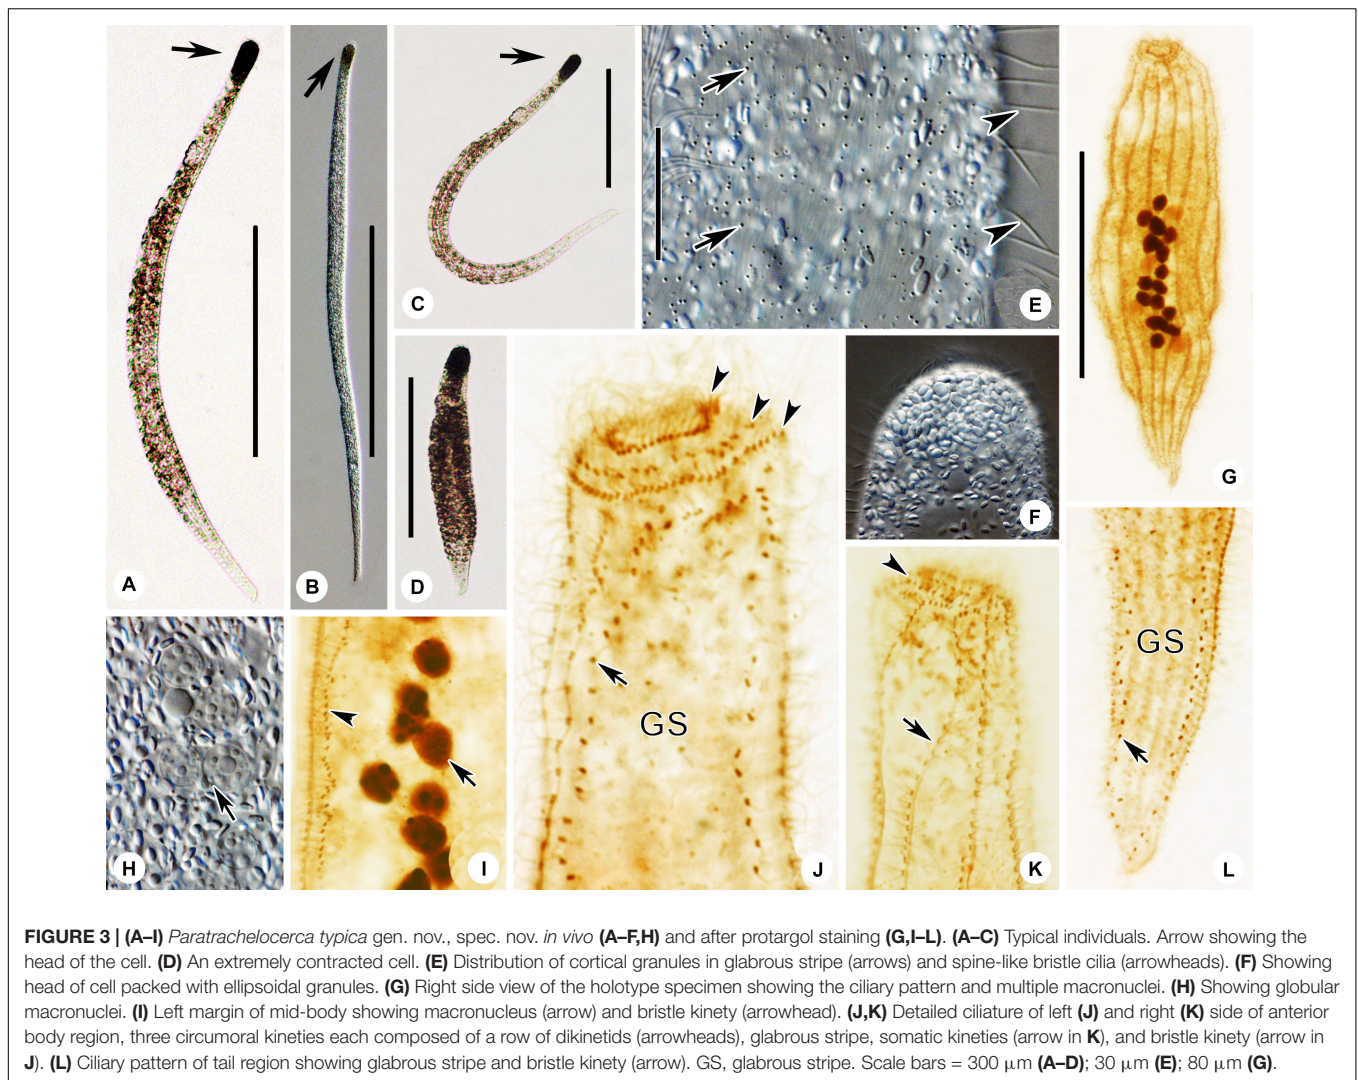 A
B
C
E
G
D
F
H
I
GS
J
K
GS
L
FIGURE 3 | (A–I) Paratrachelocerca typica gen. nov., spec. nov. in vivo (A–F,H) and after protargol staining (G,I–L). (A–C) Typical individuals. Arrow showing the
head of the cell. (D) An extremely contracted cell. (E) Distribution of cortical granules in glabrous stripe (arrows) and spine-like bristle cilia (arrowheads). (F) Showing
head of cell packed with ellipsoidal granules. (G) Right side view of the holotype specimen showing the ciliary pattern and multiple macronuclei. (H) Showing globular
macronuclei. (I) Left margin of mid-body showing macronucleus (arrow) and bristle kinety (arrowhead). (J,K) Detailed ciliature of left (J) and right (K) side of anterior
body region, three circumoral kineties each composed of a row of dikinetids (arrowheads), glabrous stripe, somatic kineties (arrow in K), and bristle kinety (arrow in
J). (L) Ciliary pattern of tail region showing glabrous stripe and bristle kinety (arrow). GS, glabrous stripe. Scale bars = 300 μm (A–D); 30 μm (E); 80 μm (G).